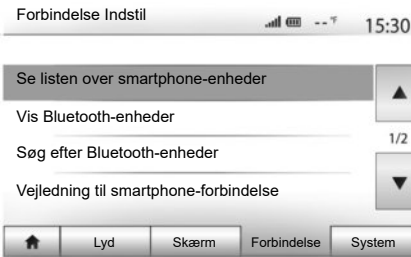 Forbindelse Indstil
-- °F
15:30
Se listen over smartphone-enheder
Vis Bluetooth-enheder
1/2
Søg efter Bluetooth-enheder
Vejledning til smartphone-forbindelse
Lyd
Skærm
Forbindelse
System